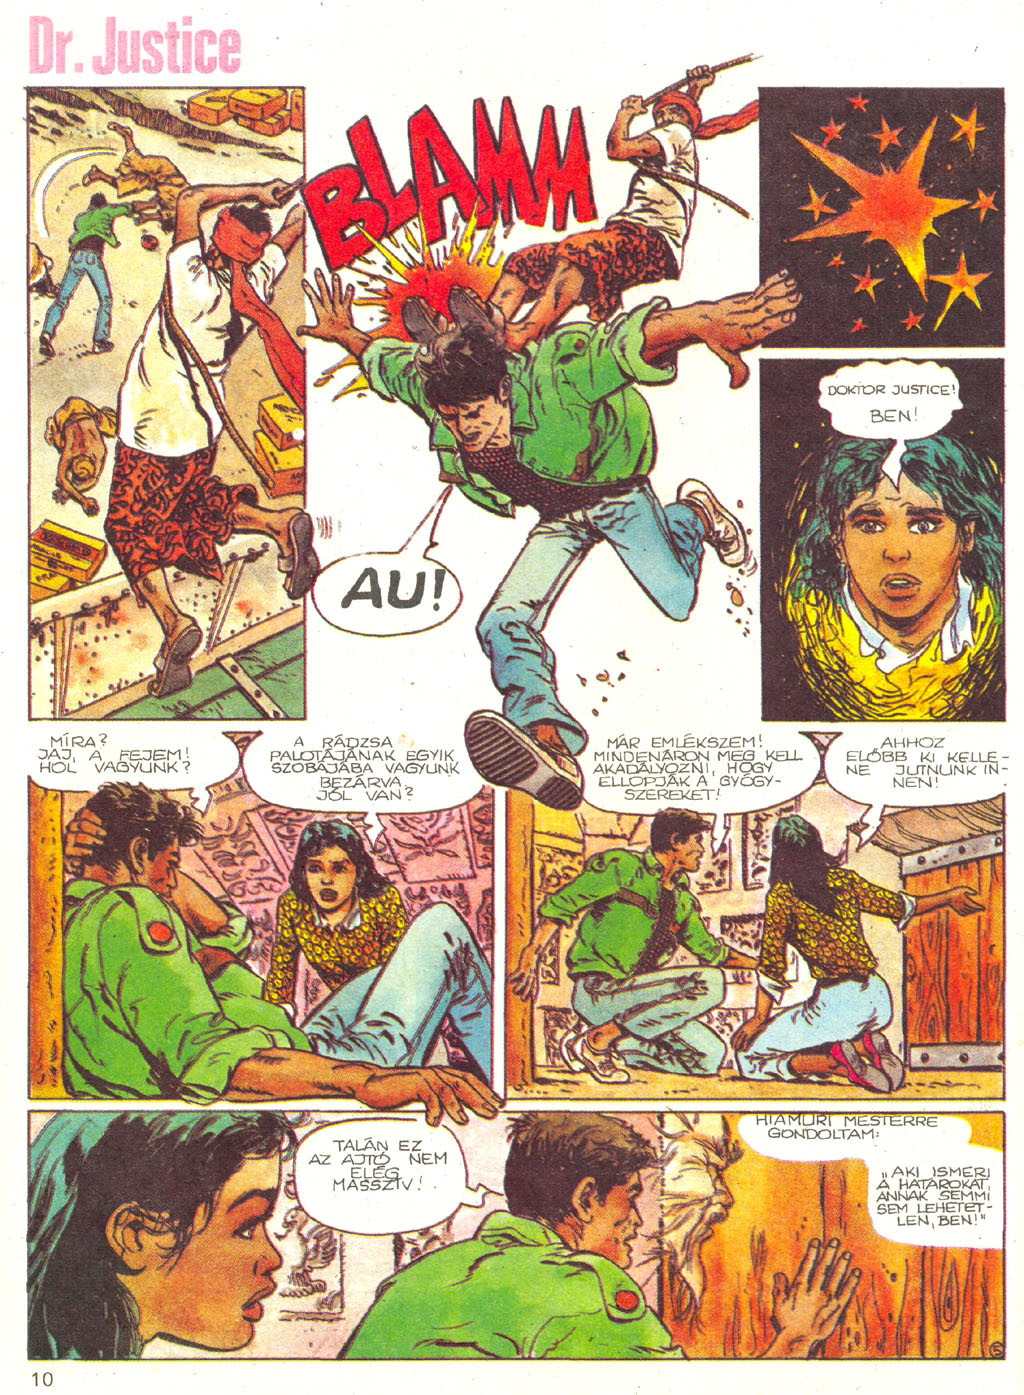 Dr. Justice
BLAMM
AU!
DOKTOR JUSTICE!
BEN!
MÍRA?
JAJ, A FEJEM!
HOL VAGYUNK?
A RÁDZSA
PALOTÁJÁNAK EGYIK
SZOBÁJÁBA VAGYUNK
BEZÁRVA.
JÓL VAN?
MÁR EMLÉKSZEM!
MINDENÁRON MEG KELL
AKADÁLYOZNI, HOGY
ELLOPJÁK A GYÓGY-
SZEREKET!
AHHOZ
ELŐBB KI KELLE-
NE JUTNUNK IN-
NEN!
TALÁN EZ
AZ AJTÓ NEM
ELÉG
MASSZÍV!
HIAMURI MESTERRE
GONDOLTAM:
„AKI ISMERI
A HATÁROKAT,
ANNAK SEMMI
SEM LEHETET-
LEN, BEN!"
5
10